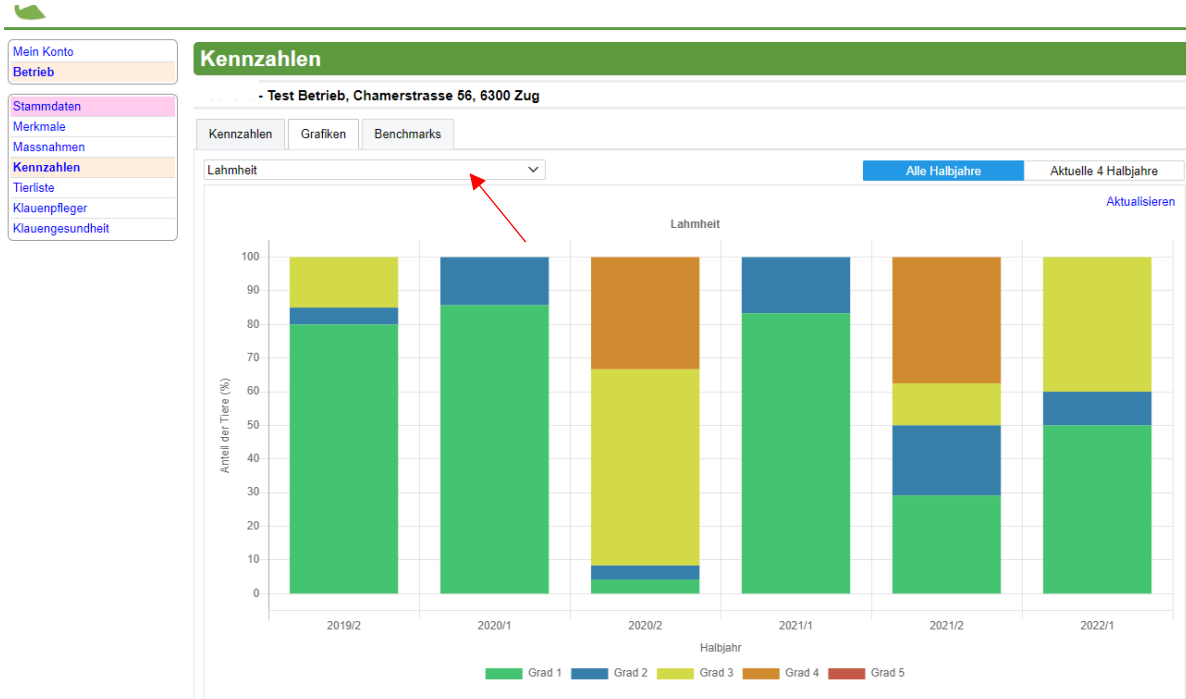 Mein Konto
Betrieb
Stammdaten
Merkmale
Massnahmen
Kennzahlen
Tierliste
Klauenpfleger
Klauengesundheit
Kennzahlen
- Test Betrieb, Chamerstrasse 56, 6300 Zug
Kennzahlen Grafiken Benchmarks
Lahmheit
Alle Halbjahre Aktuelle 4 Halbjahre
Aktualisieren
Lahmheit
100
90
80
70
60
50
40
30
20
10
0
Anteil der Tiere (%)
2019/2 2020/1 2020/2 2021/1 2021/2 2022/1
Halbjahr
Grad 1 Grad 2 Grad 3 Grad 4 Grad 5